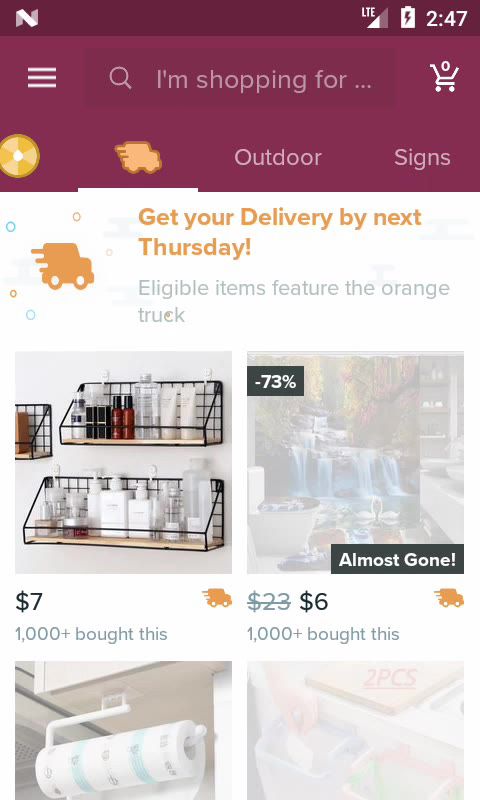 LTE
2:47
I'm shopping for ...
0
Outdoor
Signs
Get your Delivery by next
Thursday!
Eligible items feature the orange
truck
-73%
Almost Gone!
$7
$23 $6
1,000+ bought this
1,000+ bought this
2PCS